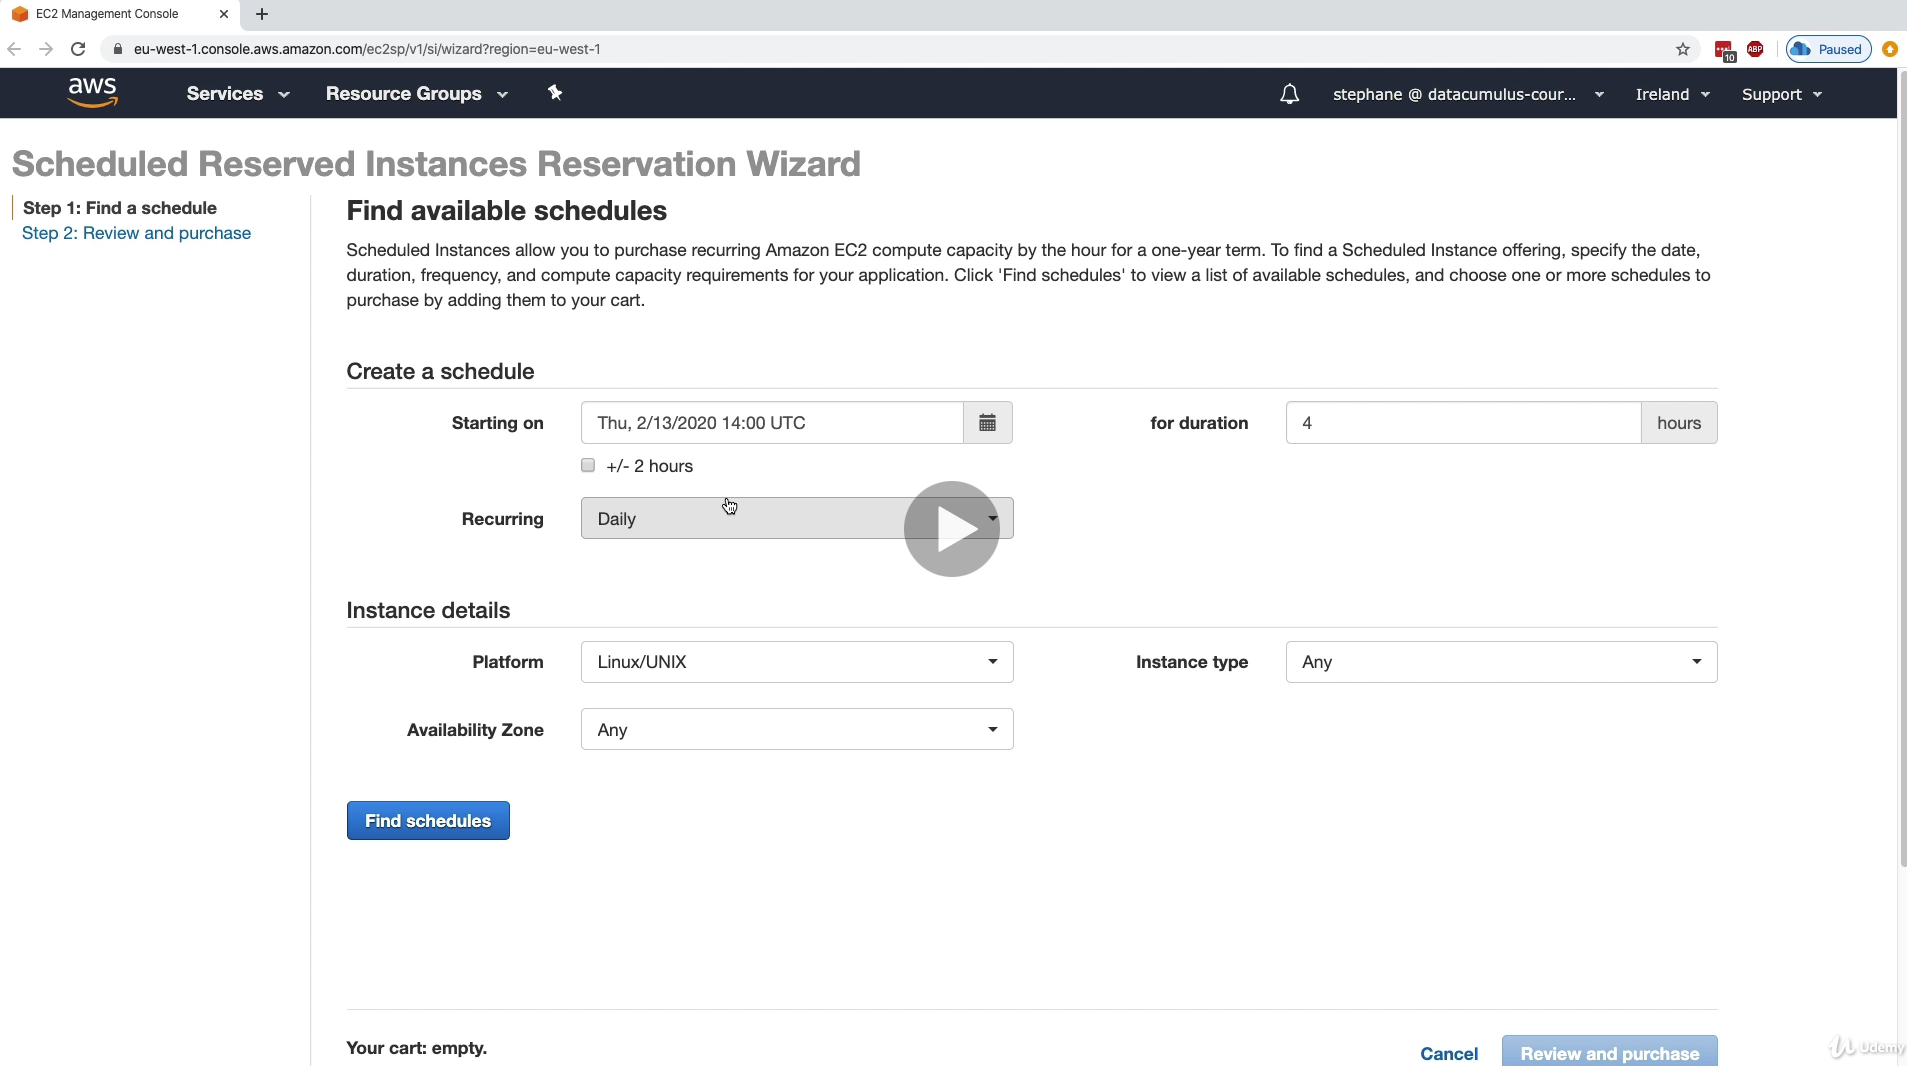 EC2 Management Console
eu-west-1.console.aws.amazon.com/ec2sp/v1/si/wizard?region=eu-west-1
10
ABP
Paused
aws
Services
Resource Groups
stephane @ datacumulus-cour...
Ireland
Support
Scheduled Reserved Instances Reservation Wizard
Step 1: Find a schedule
Step 2: Review and purchase
Find available schedules
Scheduled Instances allow you to purchase recurring Amazon EC2 compute capacity by the hour for a one-year term. To find a Scheduled Instance offering, specify the date,
duration, frequency, and compute capacity requirements for your application. Click 'Find schedules' to view a list of available schedules, and choose one or more schedules to
purchase by adding them to your cart.
Create a schedule
Starting on
Thu, 2/13/2020 14:00 UTC
for duration
4
hours
+/- 2 hours
Recurring
Daily
Instance details
Platform
Linux/UNIX
Instance type
Any
Availability Zone
Any
Find schedules
Your cart: empty.
Cancel
Review and purchase
Udemy